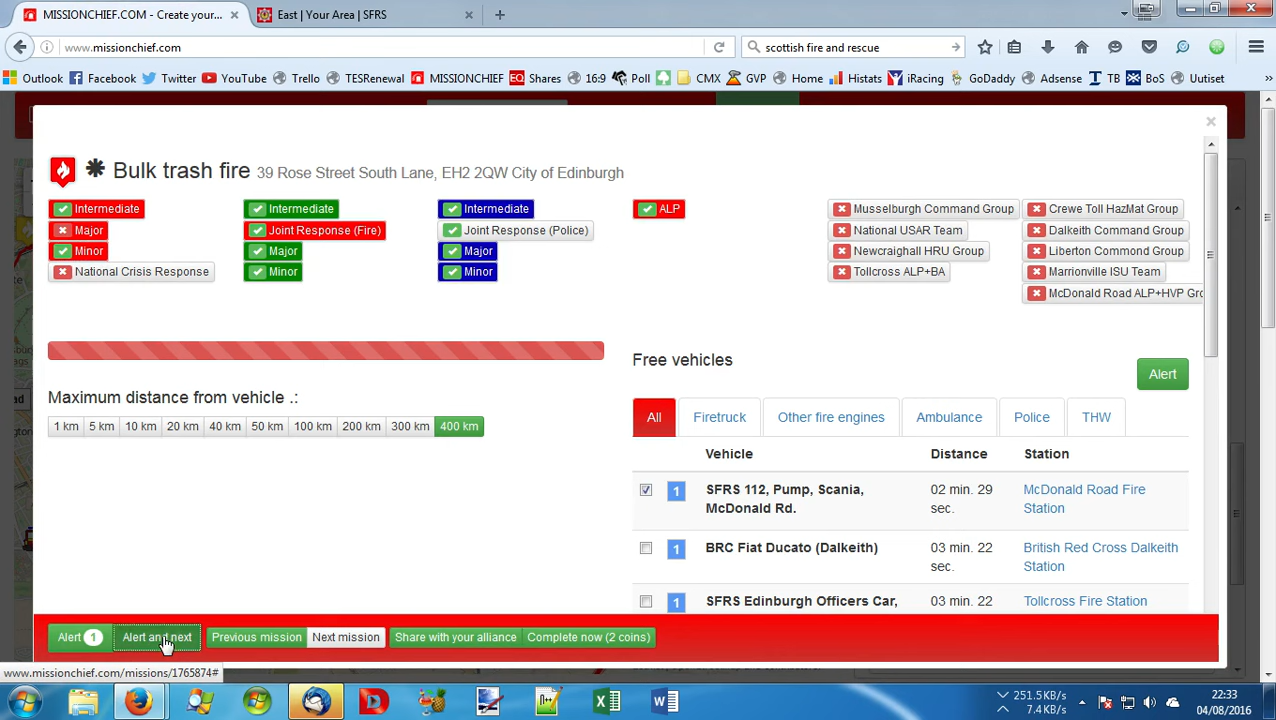 MISSIONCHIEF.COM - Create your... ×
East | Your Area | SFRS ×
www.missionchief.com
scottish fire and rescue
Outlook Facebook Twitter YouTube Trello TESRenewal MISSIONCHIEF EQ Shares 16:9 Poll CMX GVP Home Histats iRacing GoDaddy Adsense TB BoS Uutiset »
×
Bulk trash fire 39 Rose Street South Lane, EH2 2QW City of Edinburgh
Intermediate Intermediate Intermediate ALP Musselburgh Command Group Crewe Toll HazMat Group
Major Joint Response (Fire) Joint Response (Police) National USAR Team Dalkeith Command Group
Minor Major Major Newcraighall HRU Group Liberton Commond Group
National Crisis Response Minor Minor Tollcross ALP+BA Marrionville ISU Team
McDonald Road ALP+HVP Gro
Free vehicles
Alert
Maximum distance from vehicle .:
1 km 5 km 10 km 20 km 40 km 50 km 100 km 200 km 300 km 400 km
All Firetruck Other fire engines Ambulance Police THW
Vehicle Distance Station
1 SFRS 112, Pump, Scania, 02 min. 29 McDonald Road Fire
McDonald Rd. sec. Station
1 BRC Fiat Ducato (Dalkeith) 03 min. 22 British Red Cross Dalkeith
sec. Station
1 SFRS Edinburgh Officers Car, 03 min. 22 Tollcross Fire Station
Alert 1 Alert and next Previous mission Next mission Share with your alliance Complete now (2 coins)
www.missionchief.com/missions/1765874#
251.5KB/s
7.4KB/s
22:33
04/08/2016